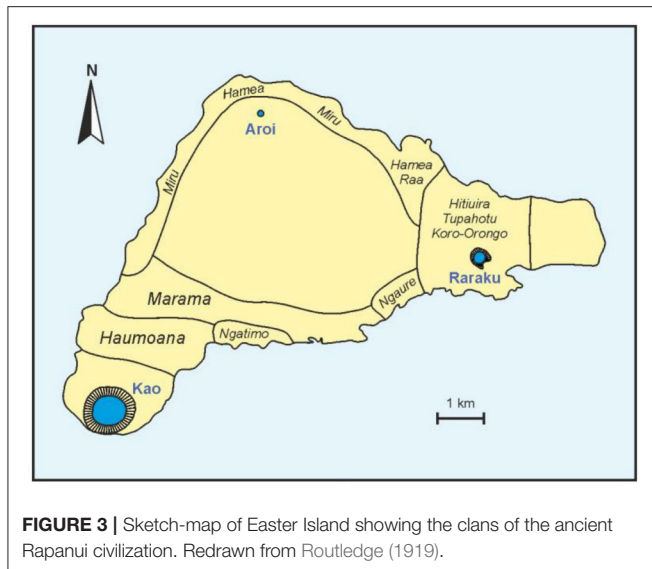 N
Hamea
Miru
Aroi
Miru
Hamea
Raa
Hitiuira
Tupahotu
Koro-Orongo
Raraku
Ngaure
Marama
Haumoana
Ngatimo
Kao
1 km
FIGURE 3 | Sketch-map of Easter Island showing the clans of the ancient
Rapanui civilization. Redrawn from Routledge (1919).